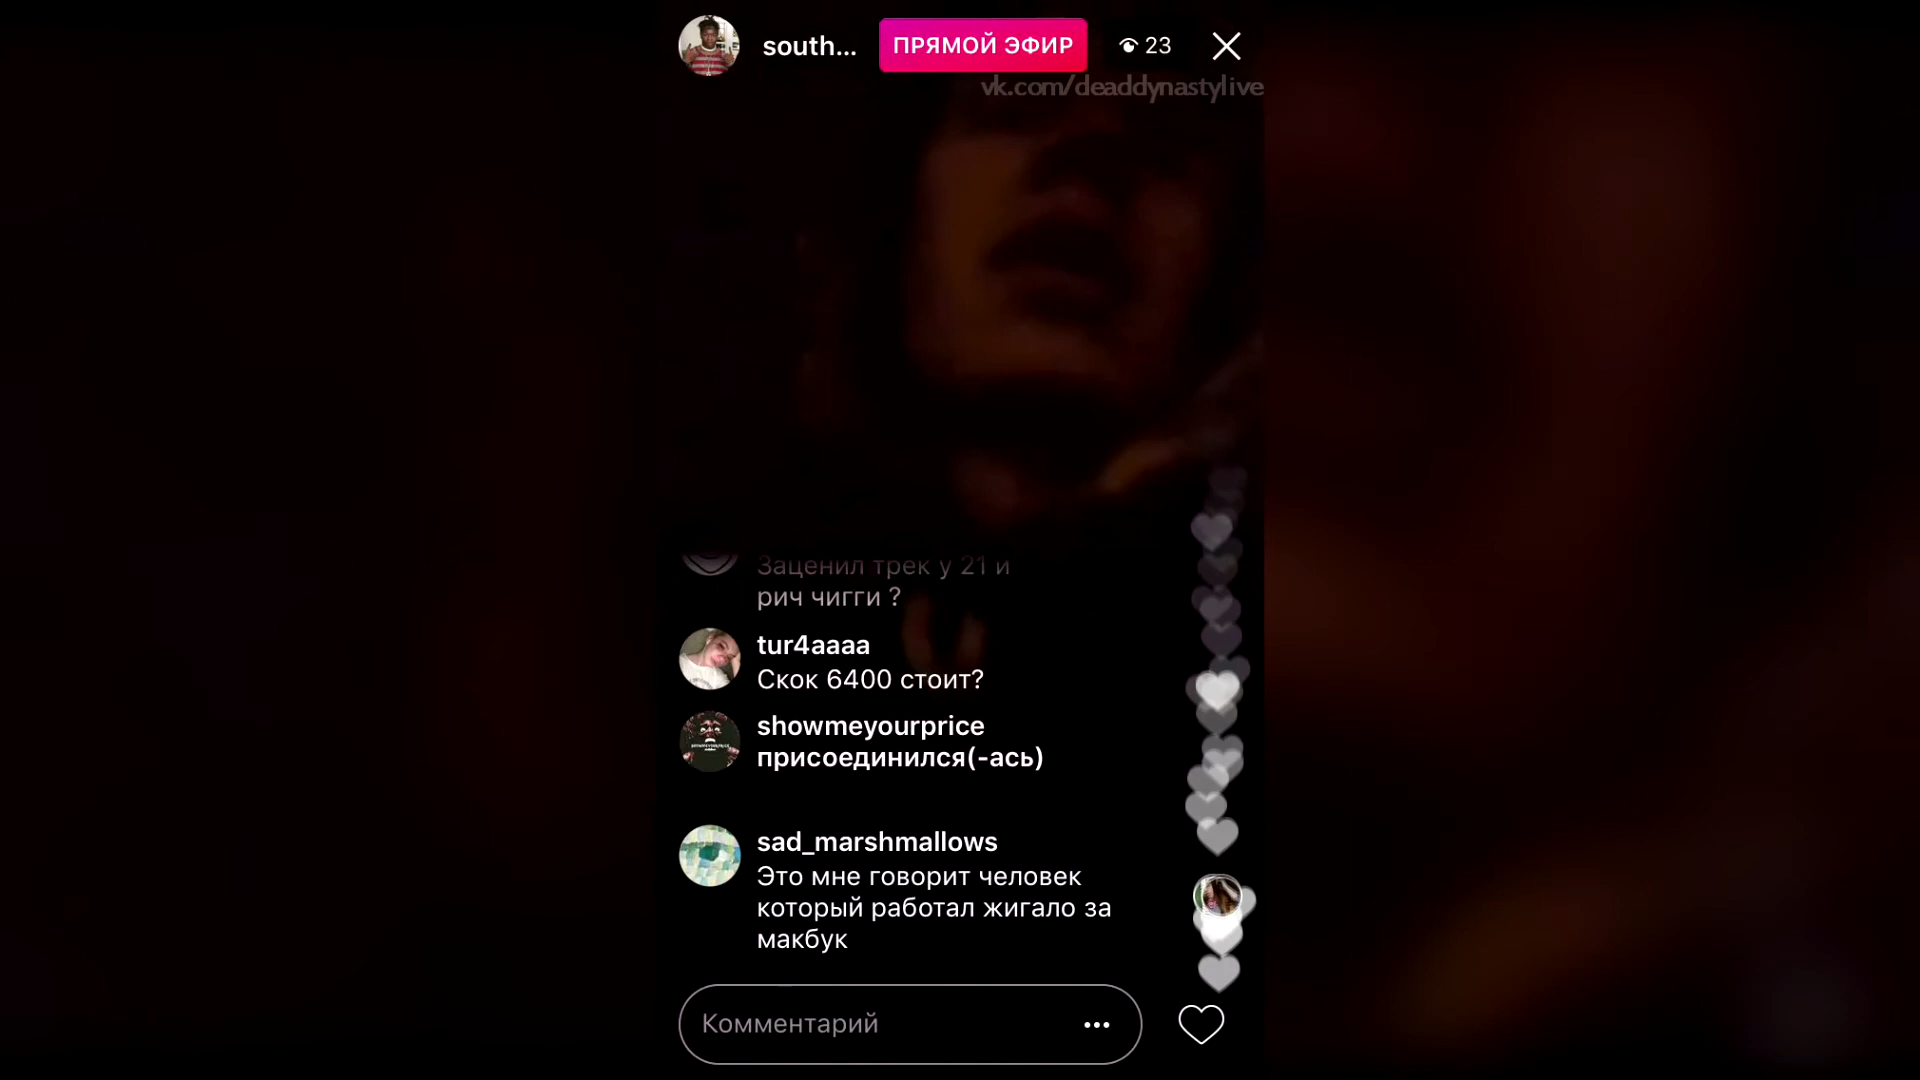 south...
ПРЯМОЙ ЭФИР
23
vk.com/deaddynastylive
Заценил трек у 21 и
рич чигги ?
tur4aaaa
Скок 6400 стоит?
showmeyourprice
присоединился(-ась)
sad_marshmallows
Это мне говорит человек
который работал жигало за
макбук
Комментарий